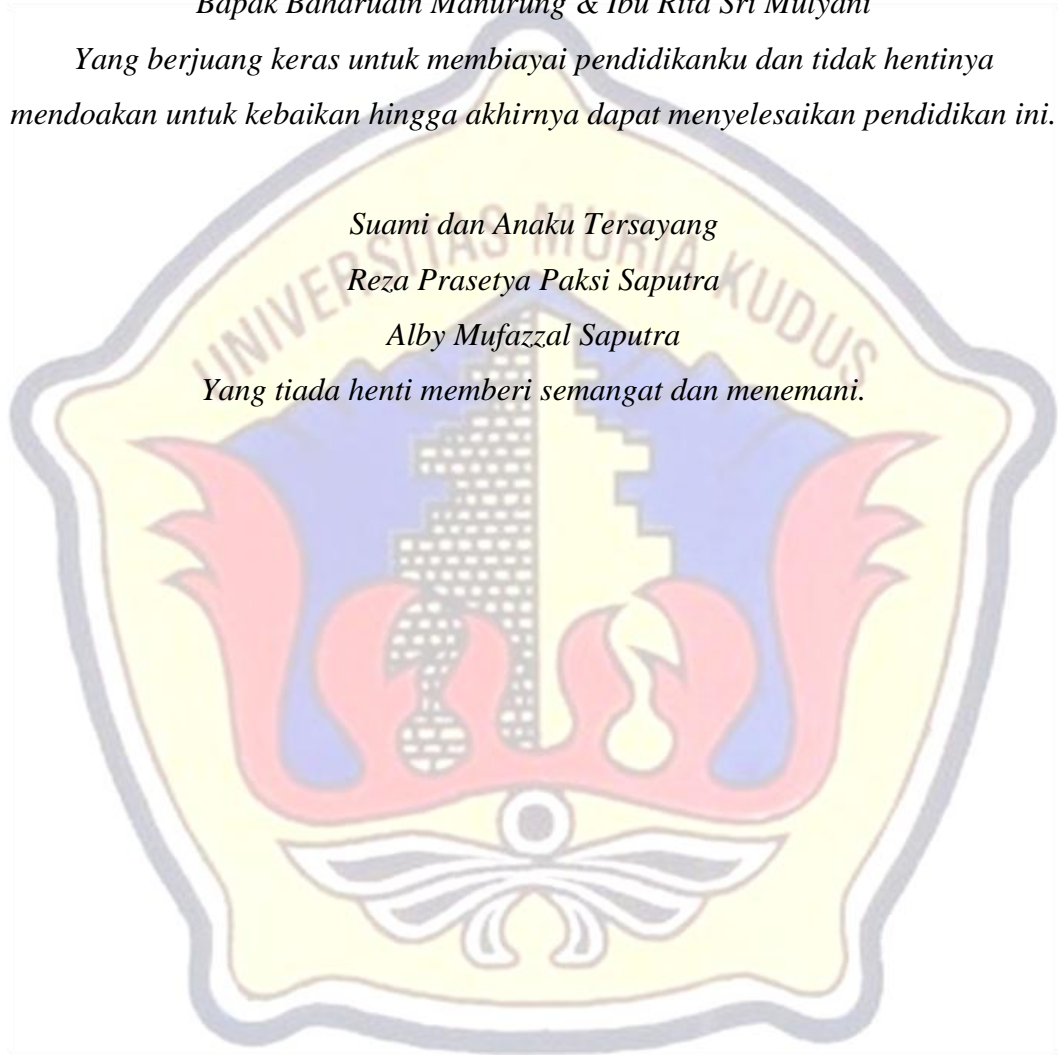 Bapak Baharudin Manurung & Ibu Rita Sri Mulyani
Yang berjuang keras untuk membiayai pendidikanku dan tidak hentinya
mendoakan untuk kebaikan hingga akhirnya dapat menyelesaikan pendidikan ini.
Suami dan Anaku Tersayang
Reza Prasetya Paksi Saputra
Alby Mufazzal Saputra
Yang tiada henti memberi semangat dan menemani.
UNIVERSITAS MURIA KUDUS